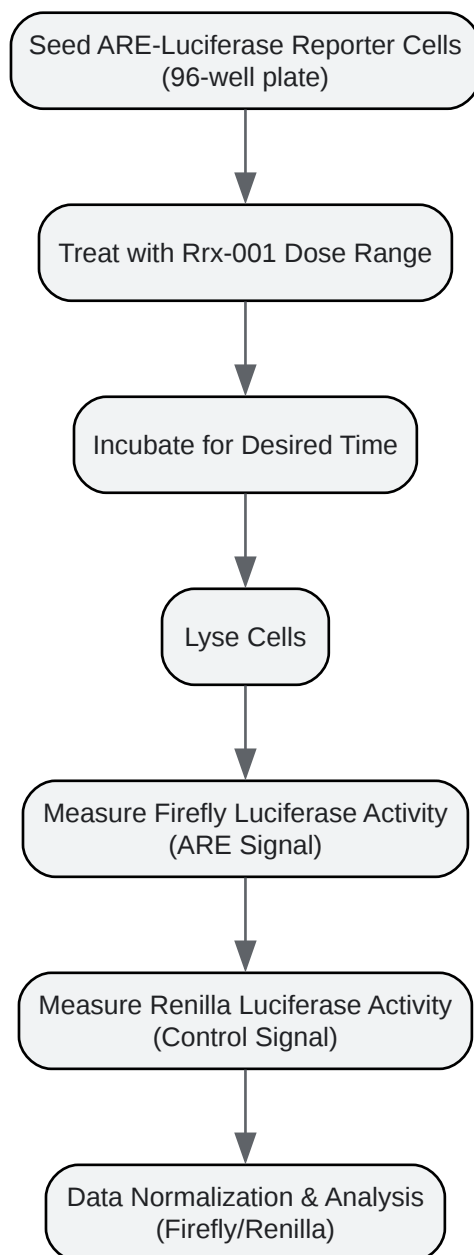 Seed ARE-Luciferase Reporter Cells
(96-well plate)
Treat with Rrx-001 Dose Range
Incubate for Desired Time
Lyse Cells
Measure Firefly Luciferase Activity
(ARE Signal)
Measure Renilla Luciferase Activity
(Control Signal)
Data Normalization & Analysis
(Firefly/Renilla)